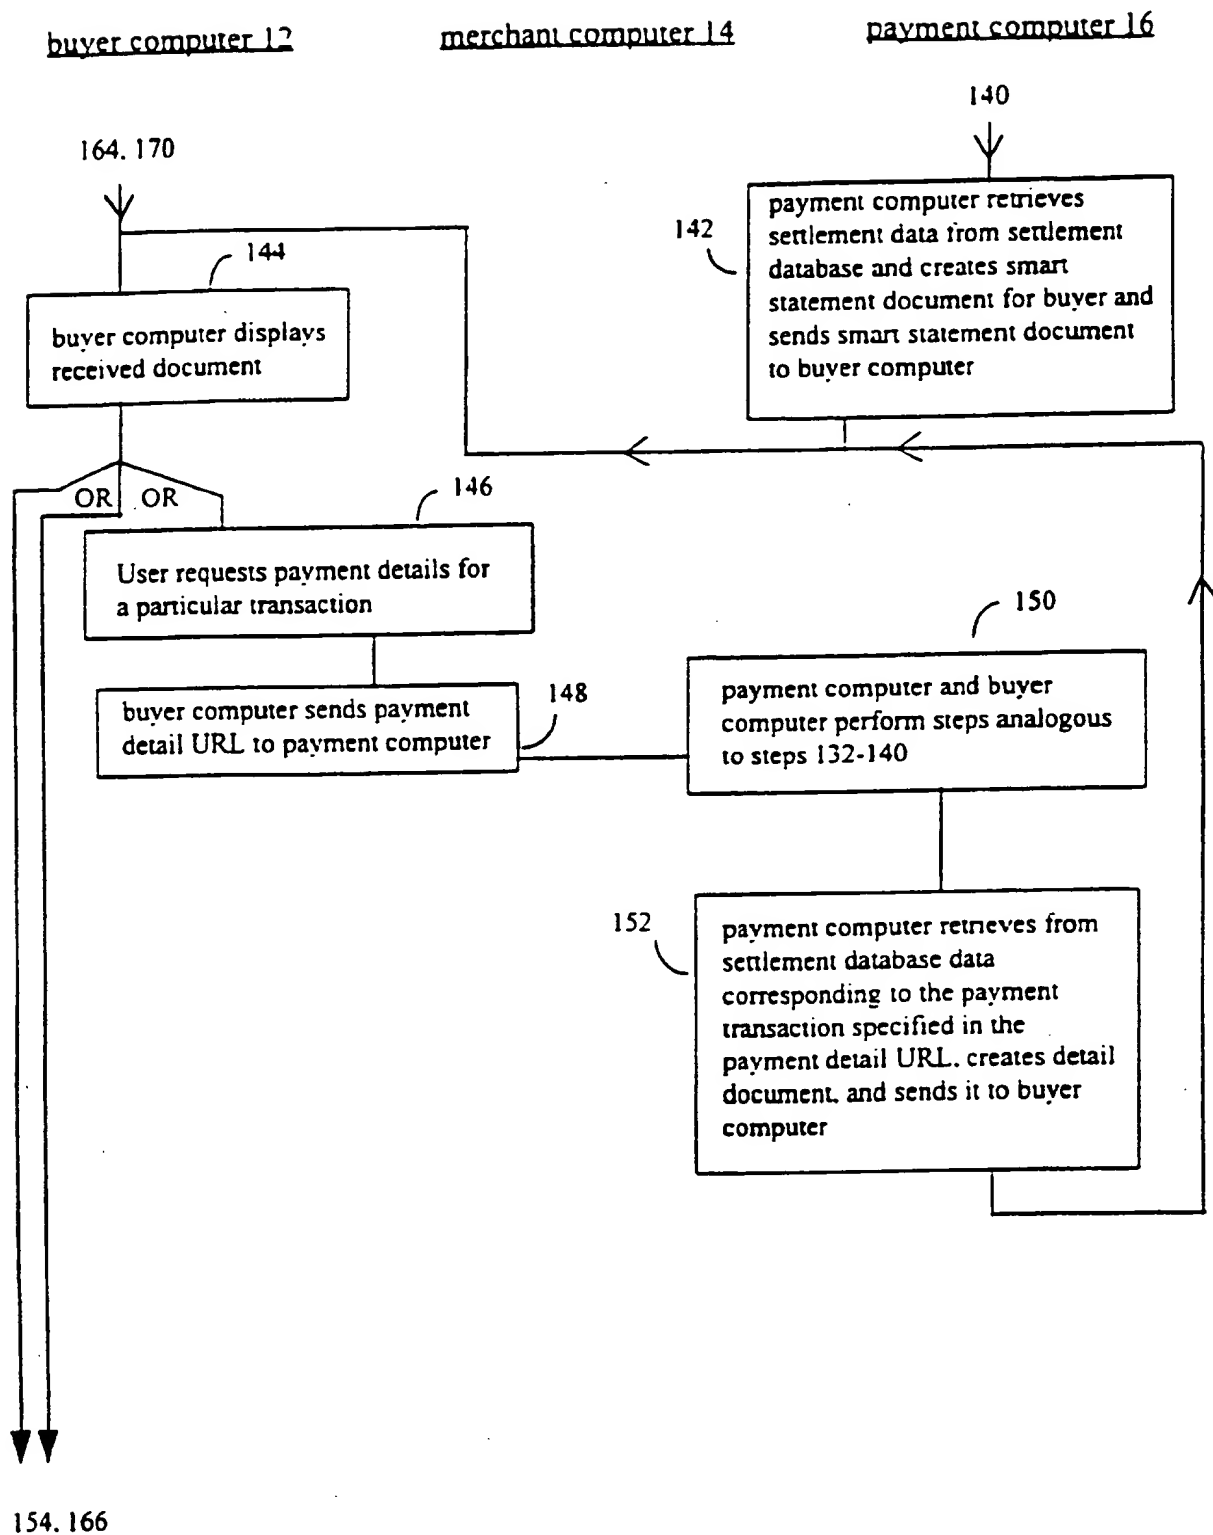 buyer computer 12
merchant computer 14
payment computer 16
140
164. 170
142
payment computer retrieves
settlement data from settlement
database and creates smart
statement document for buyer and
sends smart statement document
to buyer computer
144
buyer computer displays
received document
OR OR
146
User requests payment details for
a particular transaction
148
buyer computer sends payment
detail URL to payment computer
150
payment computer and buyer
computer perform steps analogous
to steps 132-140
152
payment computer retrieves from
settlement database data
corresponding to the payment
transaction specified in the
payment detail URL. creates detail
document. and sends it to buyer
computer
154. 166